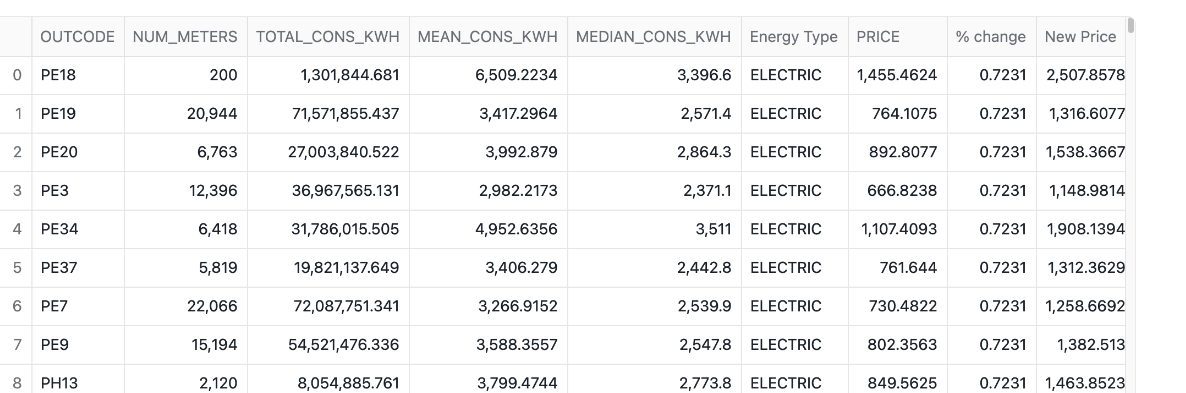 OUTCODE NUM_METERS TOTAL_CONS_KWH MEAN_CONS_KWH MEDIAN_CONS_KWH Energy Type PRICE % change New Price
0 PE18 200 1,301,844.681 6,509.2234 3,396.6 ELECTRIC 1,455.4624 0.7231 2,507.8578
1 PE19 20,944 71,571,855.437 3,417.2964 2,571.4 ELECTRIC 764.1075 0.7231 1,316.6077
2 PE20 6,763 27,003,840.522 3,992.879 2,864.3 ELECTRIC 892.8077 0.7231 1,538.3667
3 PE3 12,396 36,967,565.131 2,982.2173 2,371.1 ELECTRIC 666.8238 0.7231 1,148.9814
4 PE34 6,418 31,786,015.505 4,952.6356 3,511 ELECTRIC 1,107.4093 0.7231 1,908.1394
5 PE37 5,819 19,821,137.649 3,406.279 2,442.8 ELECTRIC 761.644 0.7231 1,312.3629
6 PE7 22,066 72,087,751.341 3,266.9152 2,539.9 ELECTRIC 730.4822 0.7231 1,258.6692
7 PE9 15,194 54,521,476.336 3,588.3557 2,547.8 ELECTRIC 802.3563 0.7231 1,382.513
8 PH13 2,120 8,054,885.761 3,799.4744 2,773.8 ELECTRIC 849.5625 0.7231 1,463.8523